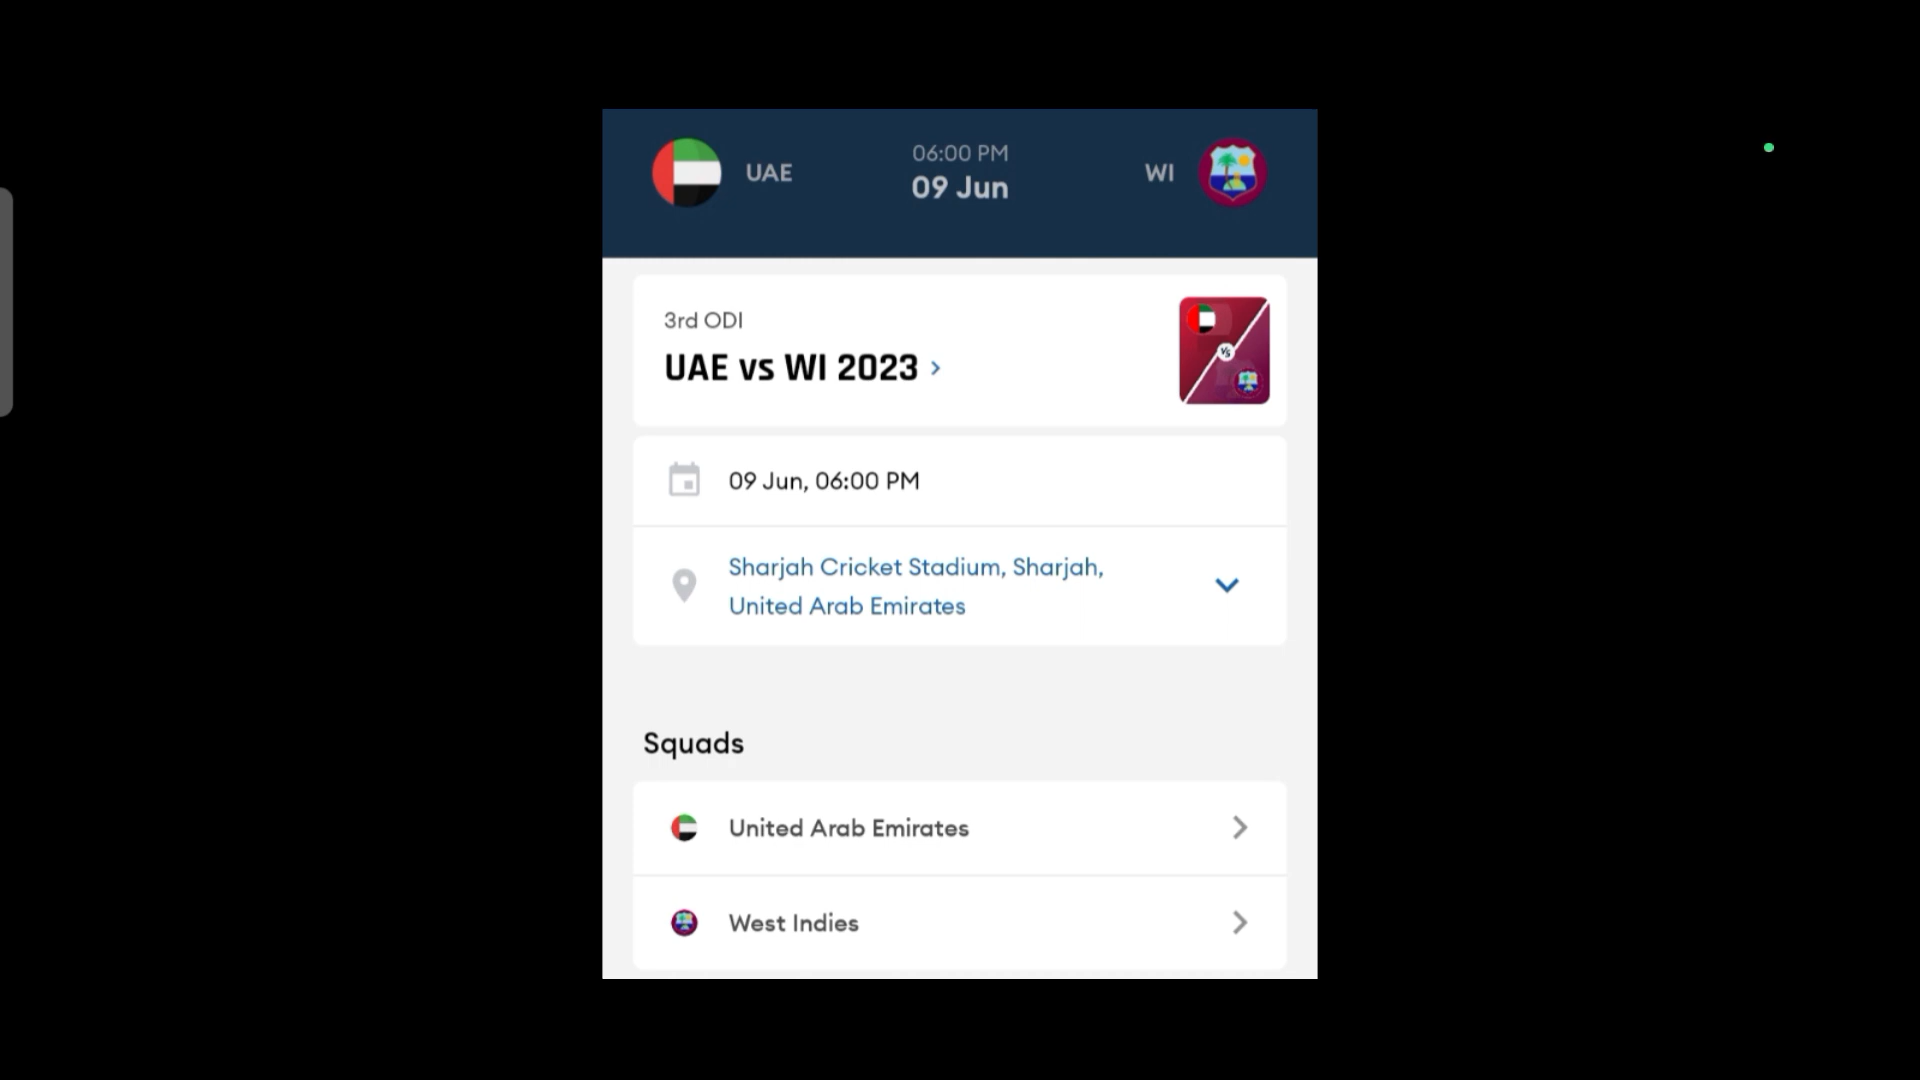 UAE
06:00 PM
09 Jun
WI
3rd ODI
UAE vs WI 2023
VS
09 Jun, 06:00 PM
Sharjah Cricket Stadium, Sharjah,
United Arab Emirates
Squads
United Arab Emirates
West Indies